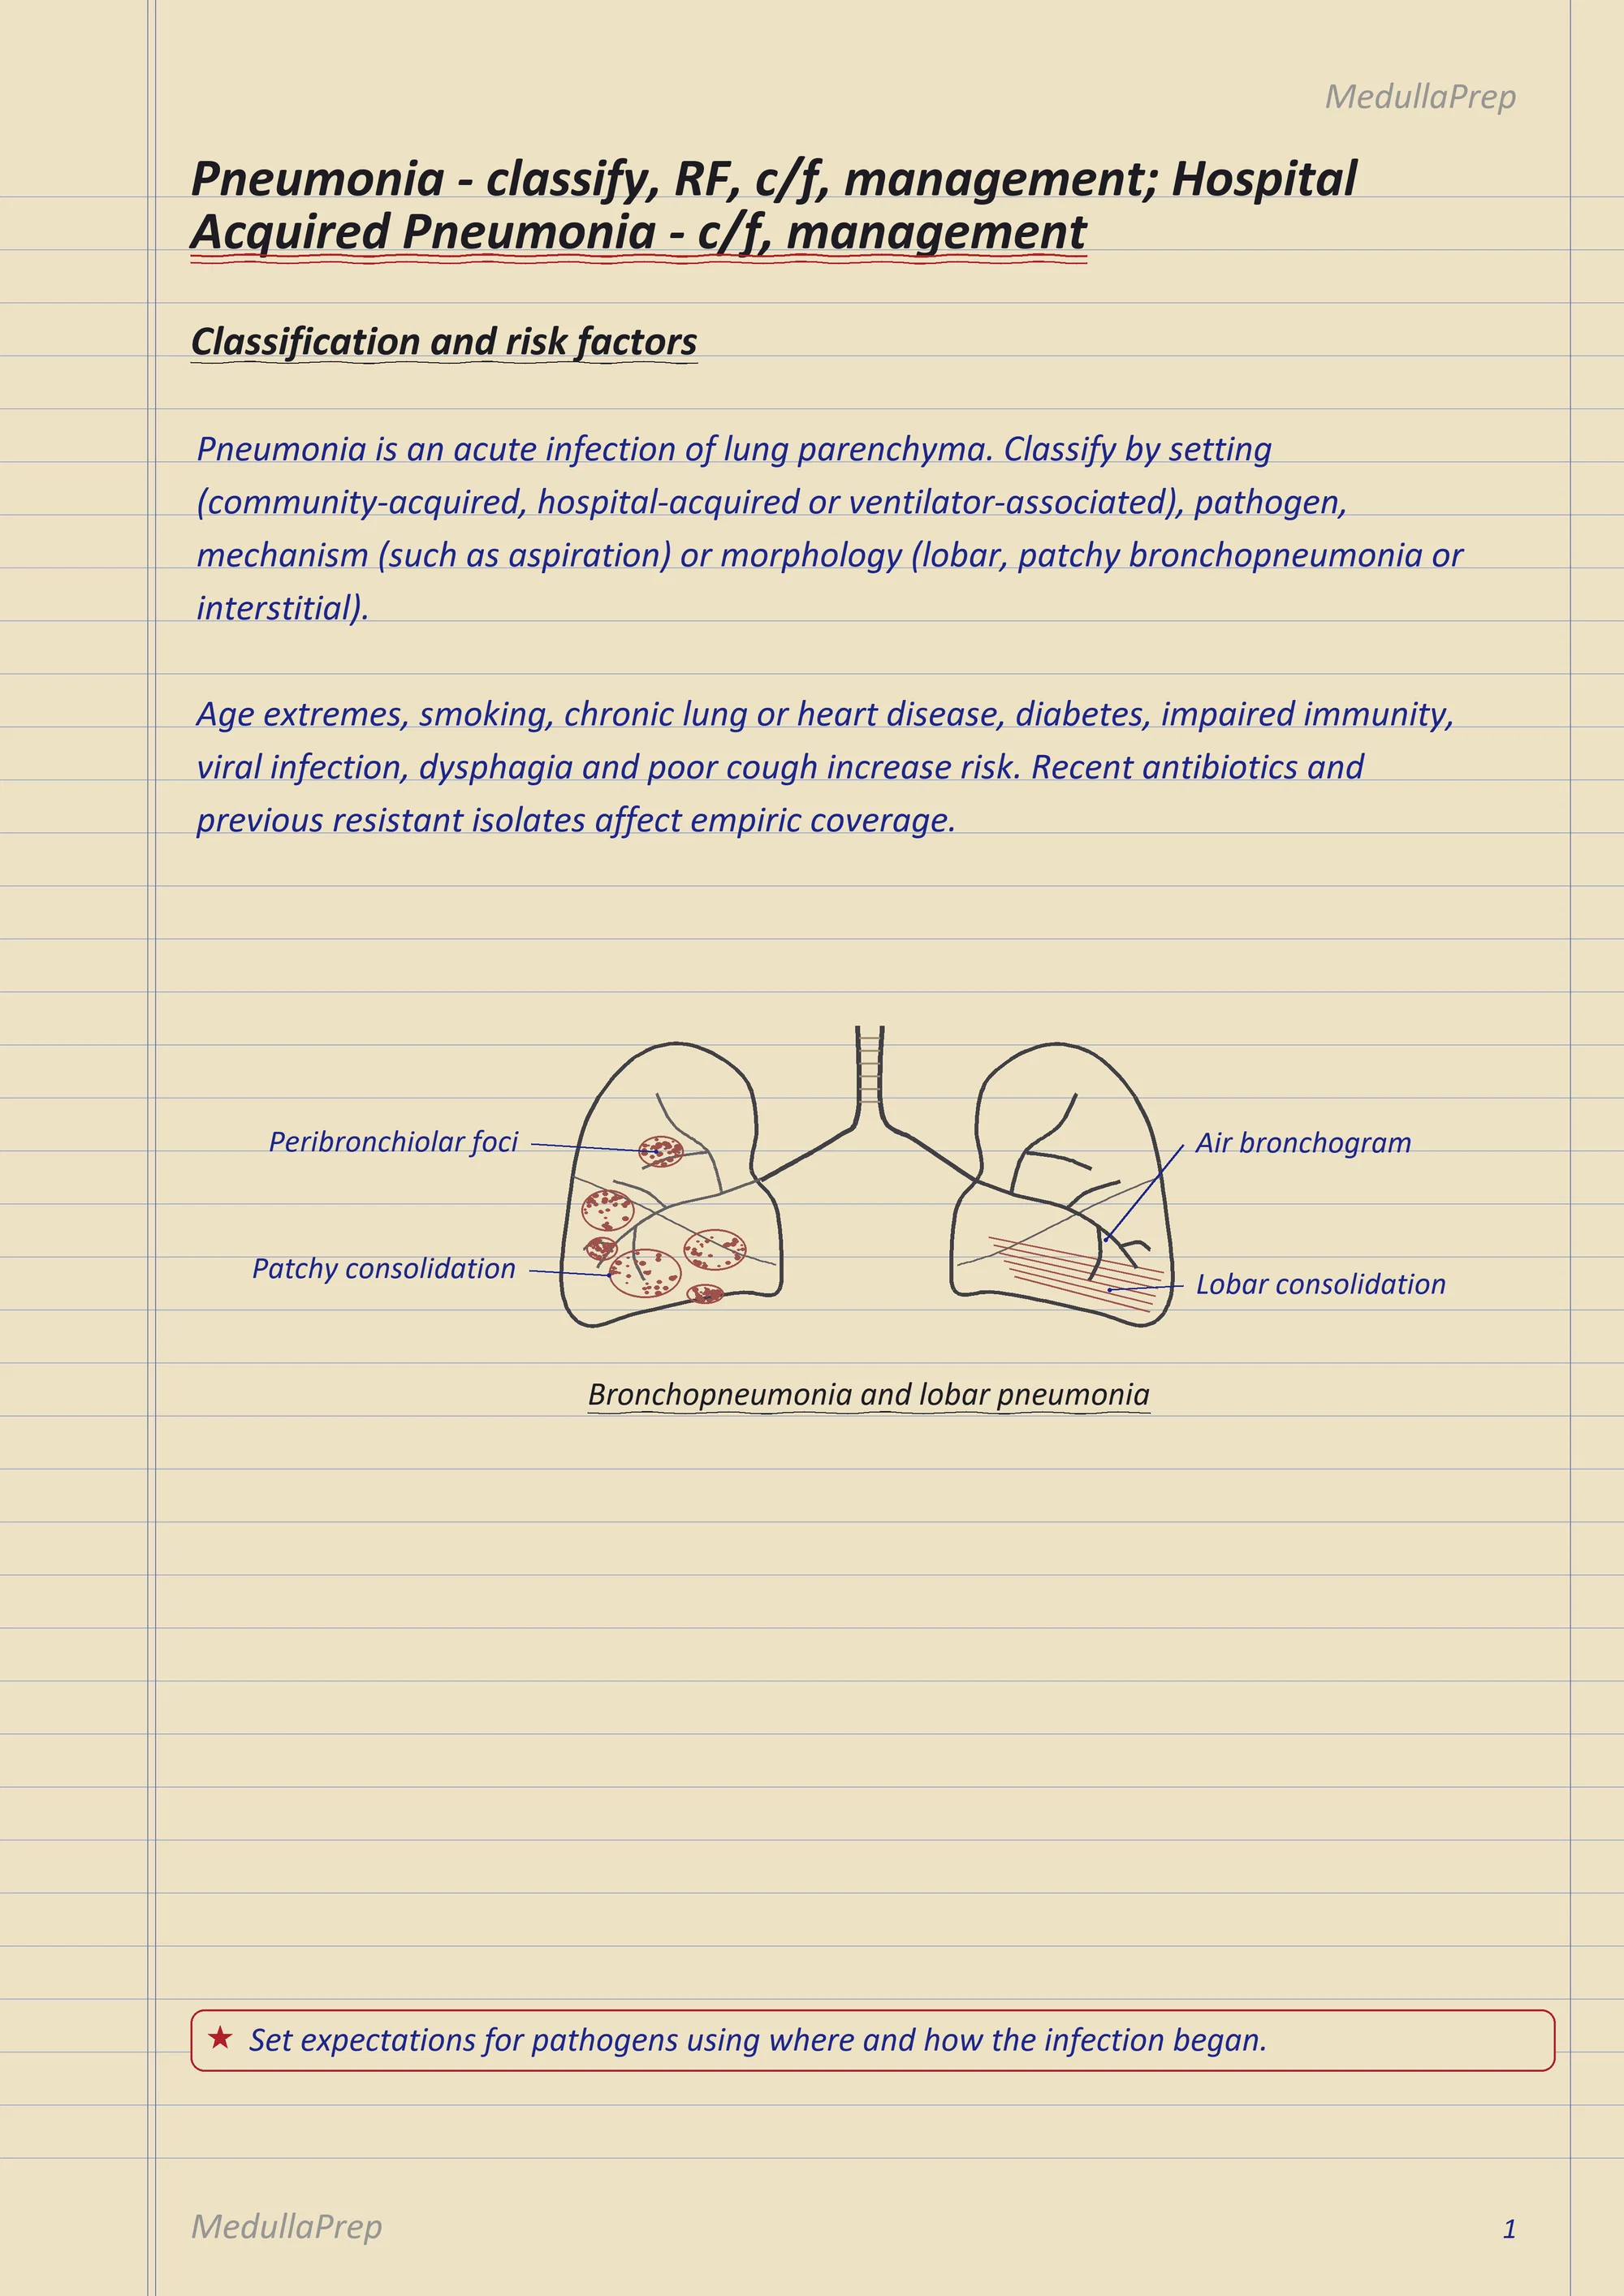 MedullaPrep
Pneumonia - classify, RF, c/f, management; Hospital
Acquired Pneumonia - c/f, management
Classification and risk factors
Pneumonia is an acute infection of lung parenchyma. Classify by setting
(community-acquired, hospital-acquired or ventilator-associated), pathogen,
mechanism (such as aspiration) or morphology (lobar, patchy bronchopneumonia or
interstitial).
Age extremes, smoking, chronic lung or heart disease, diabetes, impaired immunity,
viral infection, dysphagia and poor cough increase risk. Recent antibiotics and
previous resistant isolates affect empiric coverage.
Peribronchiolar foci
Air bronchogram
Patchy consolidation
Lobar consolidation
Bronchopneumonia and lobar pneumonia
★ Set expectations for pathogens using where and how the infection began.
MedullaPrep
1